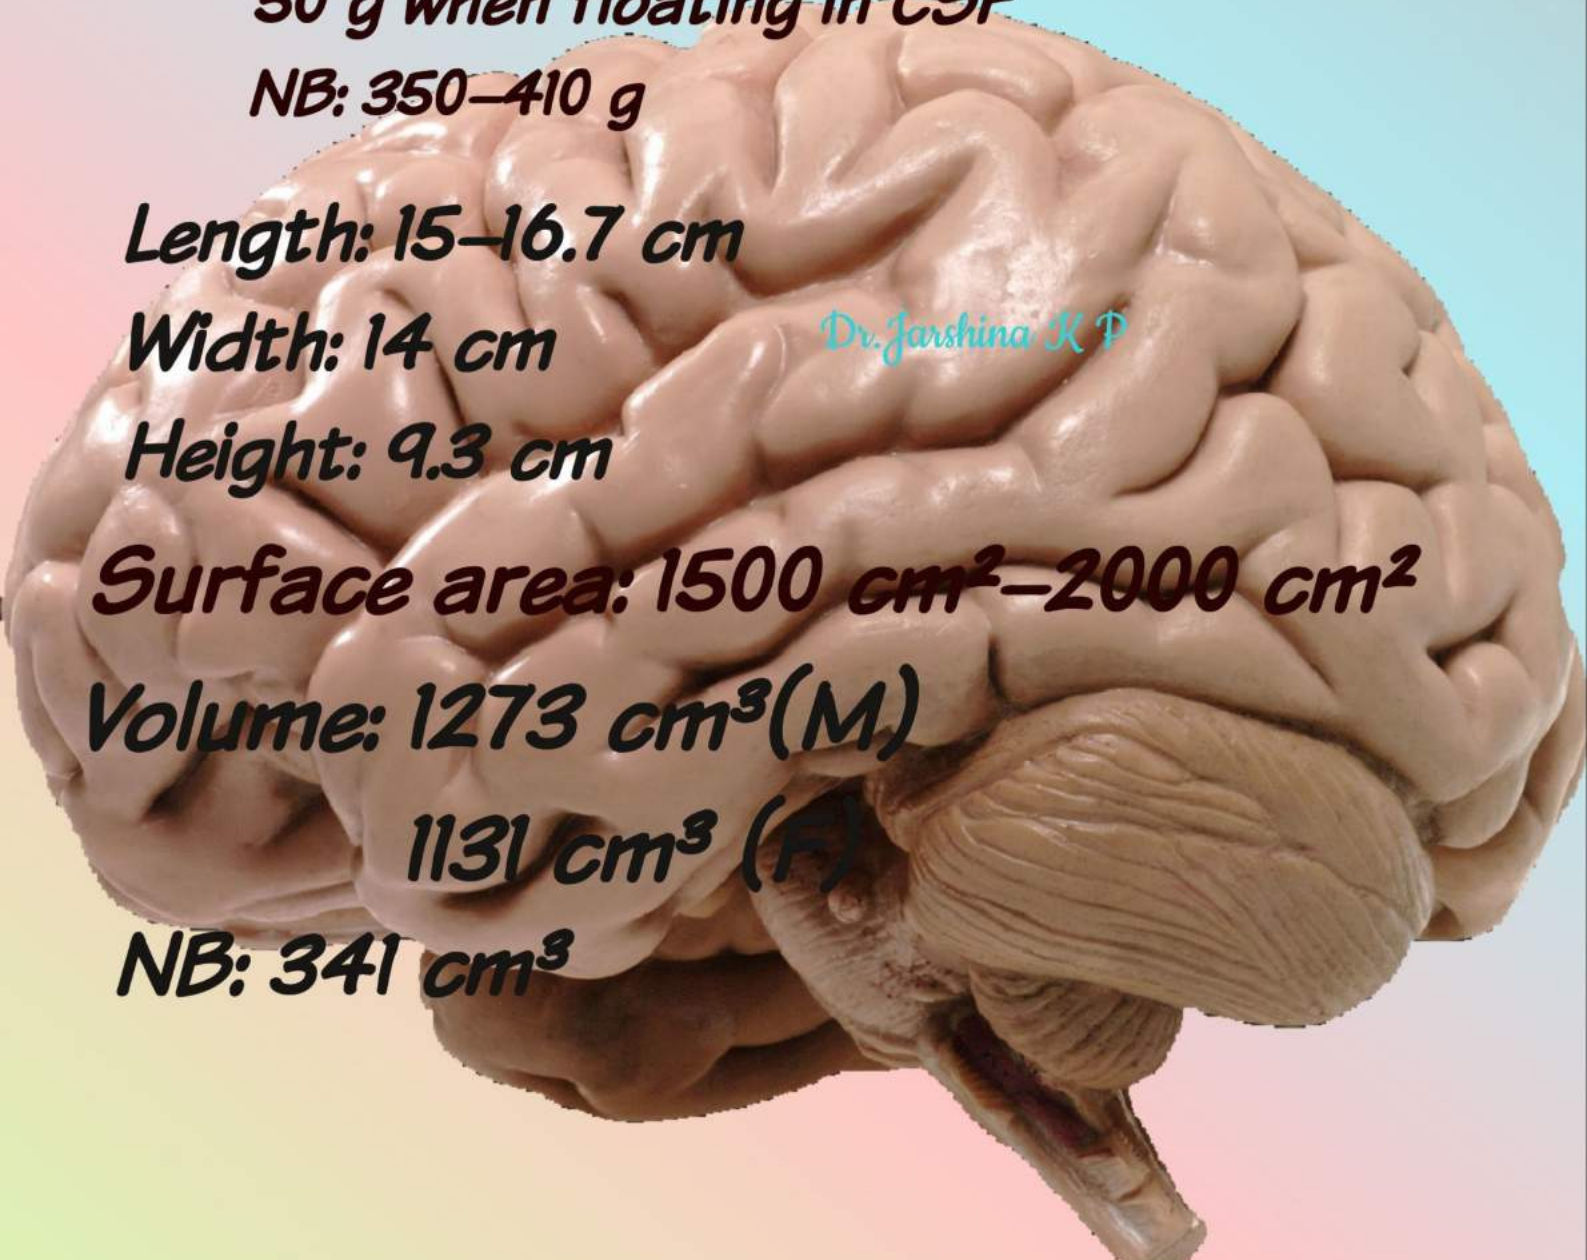 50 g when floating in CSF
NB: 350–410 g
Length: 15–16.7 cm
Width: 14 cm
Dr.Jarshina K P
Height: 9.3 cm
Surface area: 1500 cm²–2000 cm²
Volume: 1273 cm³(M)
1131 cm³ (F)
NB: 341 cm³